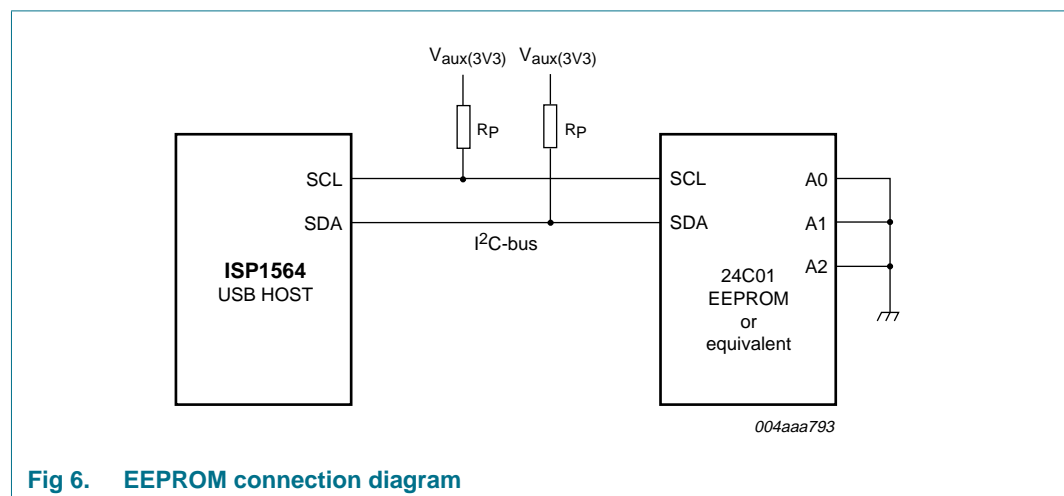 Vaux(3V3) Vaux(3V3)
RP RP
SCL SCL A0
SDA SDA A1
I2C-bus
A2
ISP1564
USB HOST
24C01
EEPROM
or
equivalent
004aaa793
Fig 6. EEPROM connection diagram